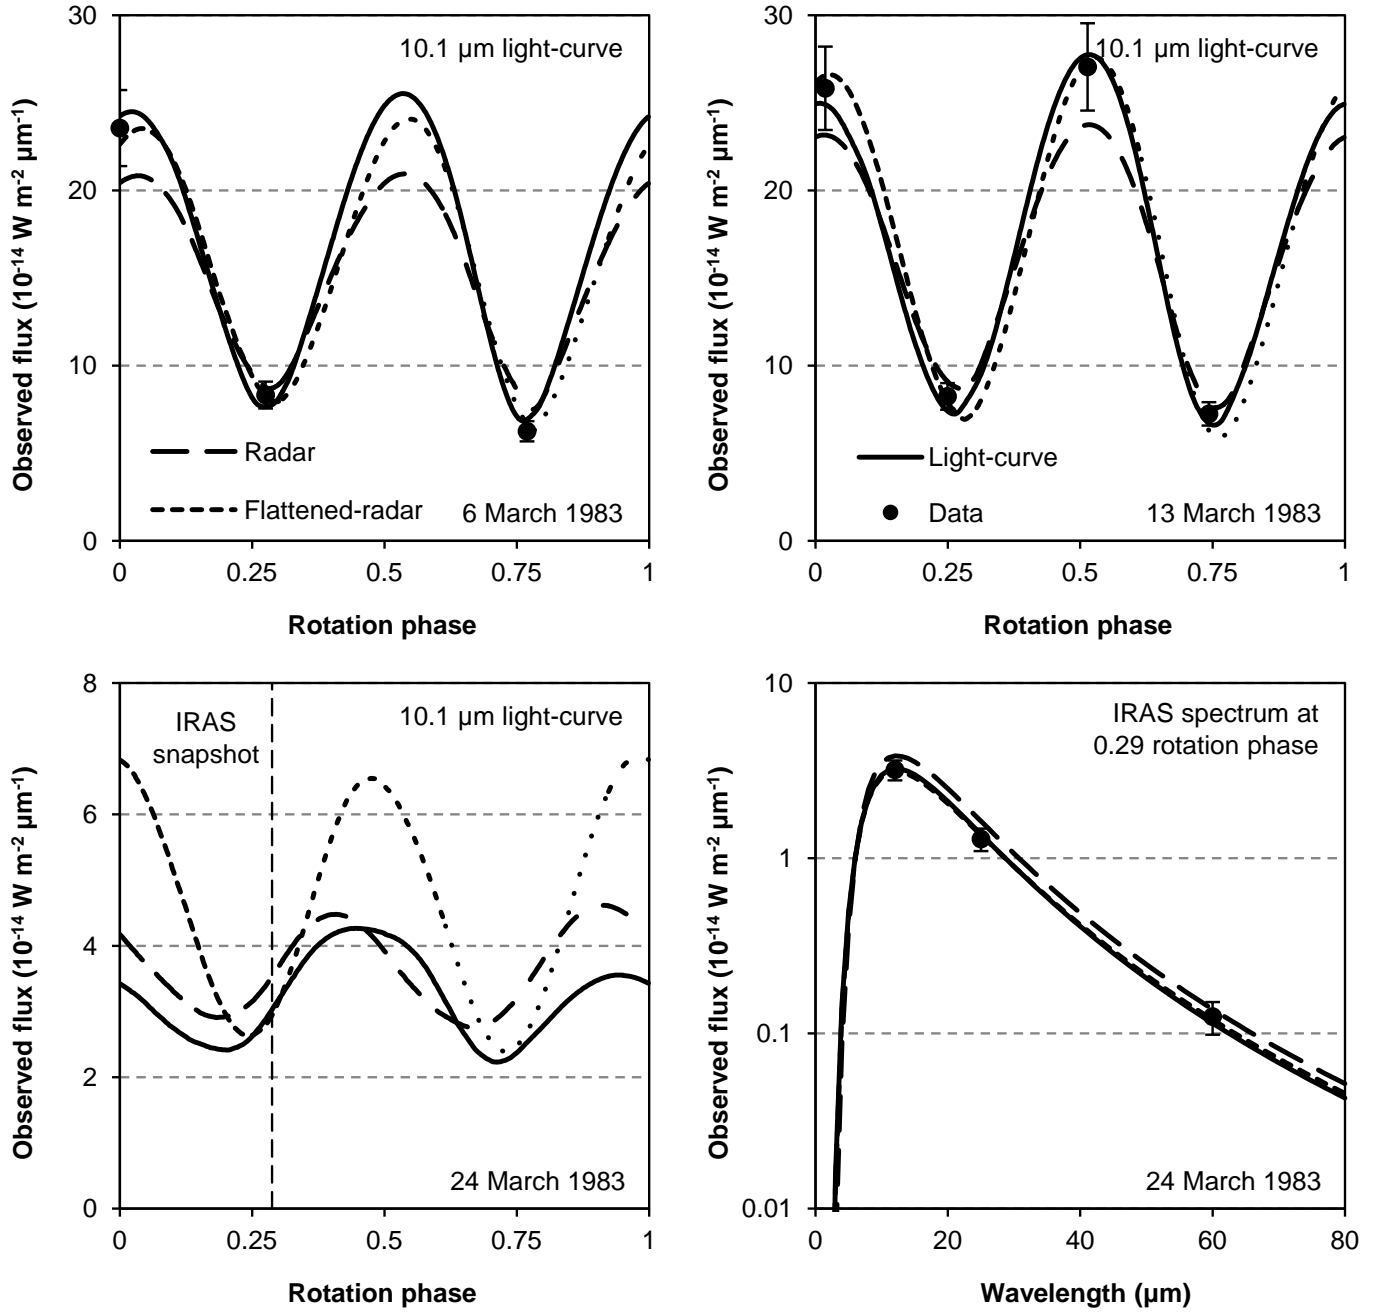 30
20
10
0
Observed flux (10⁻¹⁴ W m⁻² µm⁻¹)
10.1 µm light-curve
Radar
Flattened-radar
6 March 1983
0 0.25 0.5 0.75 1
Rotation phase
30
20
10
0
Observed flux (10⁻¹⁴ W m⁻² µm⁻¹)
10.1 µm light-curve
Light-curve
Data
13 March 1983
0 0.25 0.5 0.75 1
Rotation phase
8
6
4
2
0
Observed flux (10⁻¹⁴ W m⁻² µm⁻¹)
IRAS
snapshot
10.1 µm light-curve
24 March 1983
0 0.25 0.5 0.75 1
Rotation phase
10
1
0.1
0.01
Observed flux (10⁻¹⁴ W m⁻² µm⁻¹)
IRAS spectrum at
0.29 rotation phase
24 March 1983
0 20 40 60 80
Wavelength (µm)